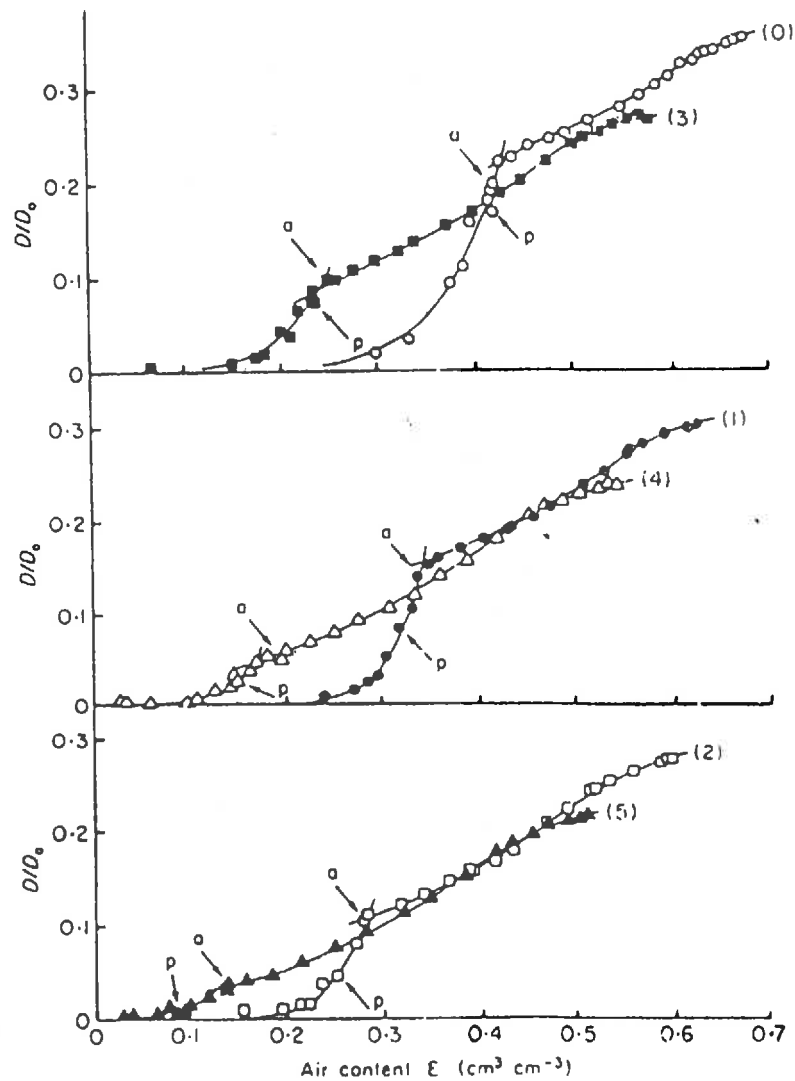 (0)
0·3
(3)
a
0·2
D/D₀
p
a
0·1
p
0
0·3
(1)
(4)
0·2
a
D/D₀
a
0·1
p
p
0
0·3
(2)
(5)
0·2
D/D₀
a
0·1
a
p
p
0
0 0·1 0·2 0·3 0·4 0·5 0·6 0·7
Air content ε (cm³ cm⁻³)